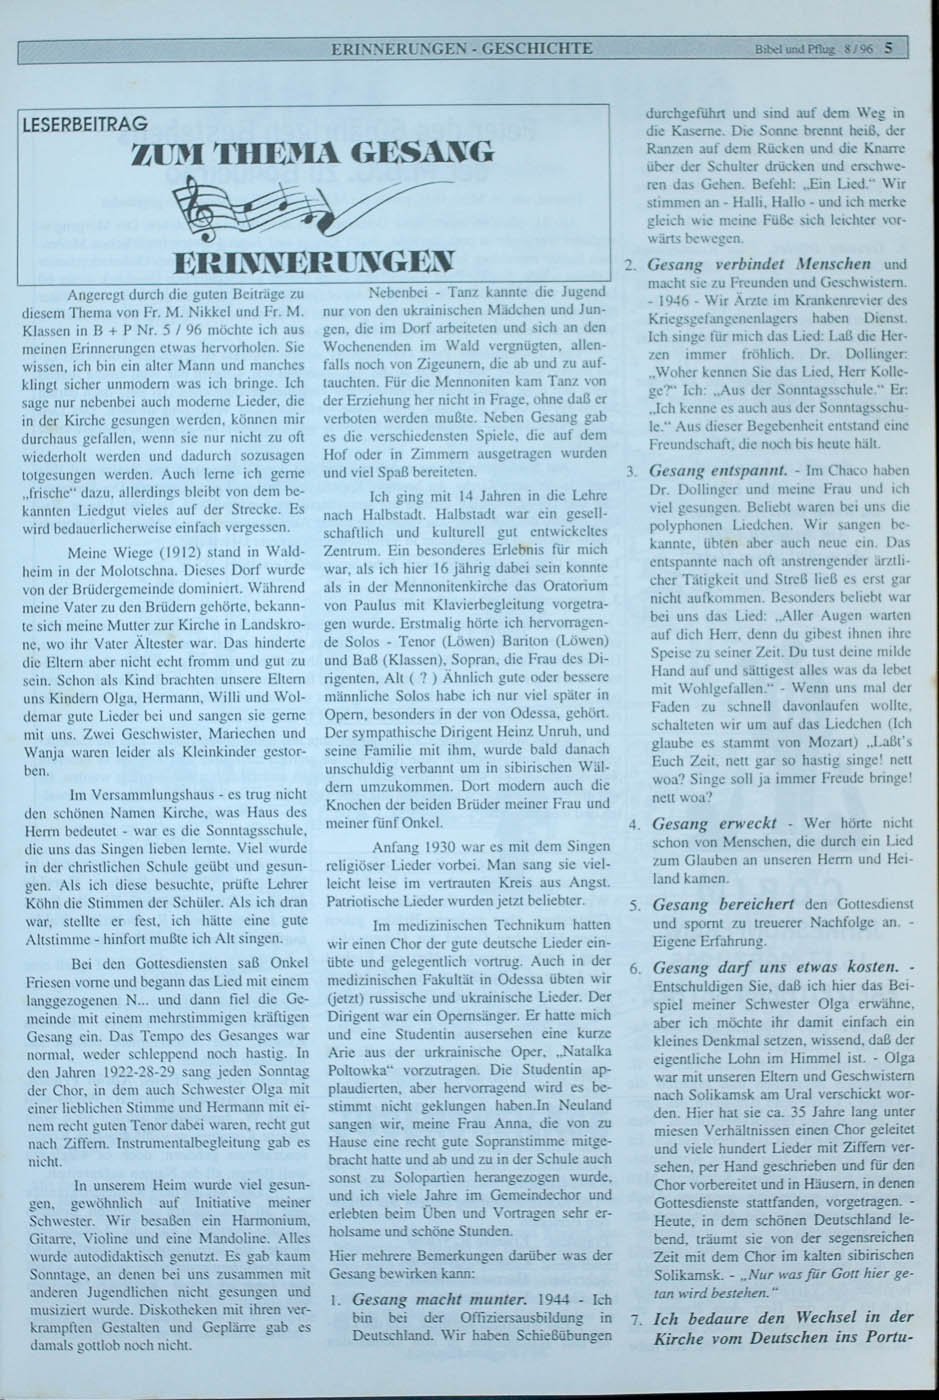 ERINNERUNGEN - GESCHICHTE
Bibel und Pflug 8 / 96 5
LESERBEITRAG
ZUM THEMA GESANG
ERINNERUNGEN
Angeregt durch die guten Beiträge zu
diesem Thema von Fr. M. Nikkel und Fr. M.
Klassen in B + P Nr. 5 / 96 möchte ich aus
meinen Erinnerungen etwas hervorholen. Sie
wissen, ich bin ein alter Mann und manches
klingt sicher unmodern was ich bringe. Ich
sage nur nebenbei auch moderne Lieder, die
in der Kirche gesungen werden, können mir
durchaus gefallen, wenn sie nur nicht zu oft
wiederholt werden und dadurch sozusagen
totgesungen werden. Auch lerne ich gerne
„frische“ dazu, allerdings bleibt von dem be-
kannten Liedgut vieles auf der Strecke. Es
wird bedauerlicherweise einfach vergessen.
Meine Wiege (1912) stand in Wald-
heim in der Molotschna. Dieses Dorf wurde
von der Brüdergemeinde dominiert. Während
meine Vater zu den Brüdern gehörte, bekann-
te sich meine Mutter zur Kirche in Landskro-
ne, wo ihr Vater Ältester war. Das hinderte
die Eltern aber nicht echt fromm und gut zu
sein. Schon als Kind brachten unsere Eltern
uns Kindern Olga, Hermann, Willi und Wol-
demar gute Lieder bei und sangen sie gerne
mit uns. Zwei Geschwister, Mariechen und
Wanja waren leider als Kleinkinder gestor-
ben.
Im Versammlungshaus - es trug nicht
den schönen Namen Kirche, was Haus des
Herrn bedeutet - war es die Sonntagsschule,
die uns das Singen lieben lernte. Viel wurde
in der christlichen Schule geübt und gesun-
gen. Als ich diese besuchte, prüfte Lehrer
Köhn die Stimmen der Schüler. Als ich dran
war, stellte er fest, ich hätte eine gute
Altstimme - hinfort mußte ich Alt singen.
Bei den Gottesdiensten saß Onkel
Friesen vorne und begann das Lied mit einem
langgezogenen N... und dann fiel die Ge-
meinde mit einem mehrstimmigen kräftigen
Gesang ein. Das Tempo des Gesanges war
normal, weder schleppend noch hastig. In
den Jahren 1922-28-29 sang jeden Sonntag
der Chor, in dem auch Schwester Olga mit
einer lieblichen Stimme und Hermann mit ei-
nem recht guten Tenor dabei waren, recht gut
nach Ziffern. Instrumentalbegleitung gab es
nicht.
In unserem Heim wurde viel gesun-
gen, gewöhnlich auf Initiative meiner
Schwester. Wir besaßen ein Harmonium,
Gitarre, Violine und eine Mandoline. Alles
wurde autodidaktisch genutzt. Es gab kaum
Sonntage, an denen bei uns zusammen mit
anderen Jugendlichen nicht gesungen und
musiziert wurde. Diskotheken mit ihren ver-
krampften Gestalten und Geplärre gab es
damals gottlob noch nicht.
Nebenbei - Tanz kannte die Jugend
nur von den ukrainischen Mädchen und Jun-
gen, die im Dorf arbeiteten und sich an den
Wochenenden im Wald vergnügten, allen-
falls noch von Zigeunern, die ab und zu auf-
tauchten. Für die Mennoniten kam Tanz von
der Erziehung her nicht in Frage, ohne daß er
verboten werden mußte. Neben Gesang gab
es die verschiedensten Spiele, die auf dem
Hof oder in Zimmern ausgetragen wurden
und viel Spaß bereiteten.
Ich ging mit 14 Jahren in die Lehre
nach Halbstadt. Halbstadt war ein gesell-
schaftlich und kulturell gut entwickeltes
Zentrum. Ein besonderes Erlebnis für mich
war, als ich hier 16 jährig dabei sein konnte
als in der Mennonitenkirche das Oratorium
von Paulus mit Klavierbegleitung vorgetra-
gen wurde. Erstmalig hörte ich hervorragen-
de Solos - Tenor (Löwen) Bariton (Löwen)
und Baß (Klassen), Sopran, die Frau des Di-
rigenten, Alt ( ? ) Ähnlich gute oder bessere
männliche Solos habe ich nur viel später in
Opern, besonders in der von Odessa, gehört.
Der sympathische Dirigent Heinz Unruh, und
seine Familie mit ihm, wurde bald danach
unschuldig verbannt um in sibirischen Wäl-
dern umzukommen. Dort modern auch die
Knochen der beiden Brüder meiner Frau und
meiner fünf Onkel.
Anfang 1930 war es mit dem Singen
religiöser Lieder vorbei. Man sang sie viel-
leicht leise im vertrauten Kreis aus Angst.
Patriotische Lieder wurden jetzt beliebter.
Im medizinischen Technikum hatten
wir einen Chor der gute deutsche Lieder ein-
übte und gelegentlich vortrug. Auch in der
medizinischen Fakultät in Odessa übten wir
(jetzt) russische und ukrainische Lieder. Der
Dirigent war ein Opernsänger. Er hatte mich
und eine Studentin ausersehen eine kurze
Arie aus der urkrainische Oper, „Natalka
Poltowka“ vorzutragen. Die Studentin ap-
plaudierten, aber hervorragend wird es be-
stimmt nicht geklungen haben.In Neuland
sangen wir, meine Frau Anna, die von zu
Hause eine recht gute Sopranstimme mitge-
bracht hatte und ab und zu in der Schule auch
sonst zu Solopartien herangezogen wurde,
und ich viele Jahre im Gemeindechor und
erlebten beim Üben und Vortragen sehr er-
holsame und schöne Stunden.
Hier mehrere Bemerkungen darüber was der
Gesang bewirken kann:
1. Gesang macht munter. 1944 - Ich
bin bei der Offiziersausbildung in
Deutschland. Wir haben Schießübungen
durchgeführt und sind auf dem Weg in
die Kaserne. Die Sonne brennt heiß, der
Ranzen auf dem Rücken und die Knarre
über der Schulter drücken und erschwe-
ren das Gehen. Befehl: „Ein Lied.“ Wir
stimmen an - Halli, Hallo - und ich merke
gleich wie meine Füße sich leichter vor-
wärts bewegen.
2. Gesang verbindet Menschen und
macht sie zu Freunden und Geschwistern.
- 1946 - Wir Ärzte im Krankenrevier des
Kriegsgefangenenlagers haben Dienst.
Ich singe für mich das Lied: Laß die Her-
zen immer fröhlich. Dr. Dollinger:
„Woher kennen Sie das Lied, Herr Kolle-
ge?“ Ich: „Aus der Sonntagsschule.“ Er:
„Ich kenne es auch aus der Sonntagsschu-
le.“ Aus dieser Begebenheit entstand eine
Freundschaft, die noch bis heute hält.
3. Gesang entspannt. - Im Chaco haben
Dr. Dollinger und meine Frau und ich
viel gesungen. Beliebt waren bei uns die
polyphonen Liedchen. Wir sangen be-
kannte, übten aber auch neue ein. Das
entspannte nach oft anstrengender ärztli-
cher Tätigkeit und Streß ließ es erst gar
nicht aufkommen. Besonders beliebt war
bei uns das Lied: „Aller Augen warten
auf dich Herr, denn du gibest ihnen ihre
Speise zu seiner Zeit. Du tust deine milde
Hand auf und sättigest alles was da lebet
mit Wohlgefallen.“ - Wenn uns mal der
Faden zu schnell davonlaufen wollte,
schalteten wir um auf das Liedchen (Ich
glaube es stammt von Mozart) „Laßt's
Euch Zeit, nett gar so hastig singe! nett
woa? Singe soll ja immer Freude bringe!
nett woa?
4. Gesang erweckt - Wer hörte nicht
schon von Menschen, die durch ein Lied
zum Glauben an unseren Herrn und Hei-
land kamen.
5. Gesang bereichert den Gottesdienst
und spornt zu treuerer Nachfolge an. -
Eigene Erfahrung.
6. Gesang darf uns etwas kosten. -
Entschuldigen Sie, daß ich hier das Bei-
spiel meiner Schwester Olga erwähne,
aber ich möchte ihr damit einfach ein
kleines Denkmal setzen, wissend, daß der
eigentliche Lohn im Himmel ist. - Olga
war mit unseren Eltern und Geschwistern
nach Solikamsk am Ural verschickt wor-
den. Hier hat sie ca. 35 Jahre lang unter
miesen Verhältnissen einen Chor geleitet
und viele hundert Lieder mit Ziffern ver-
sehen, per Hand geschrieben und für den
Chor vorbereitet und in Häusern, in denen
Gottesdienste stattfanden, vorgetragen. -
Heute, in dem schönen Deutschland le-
bend, träumt sie von der segensreichen
Zeit mit dem Chor im kalten sibirischen
Solikamsk. - „Nur was für Gott hier ge-
tan wird bestehen.“
7. Ich bedaure den Wechsel in der
Kirche vom Deutschen ins Portu-